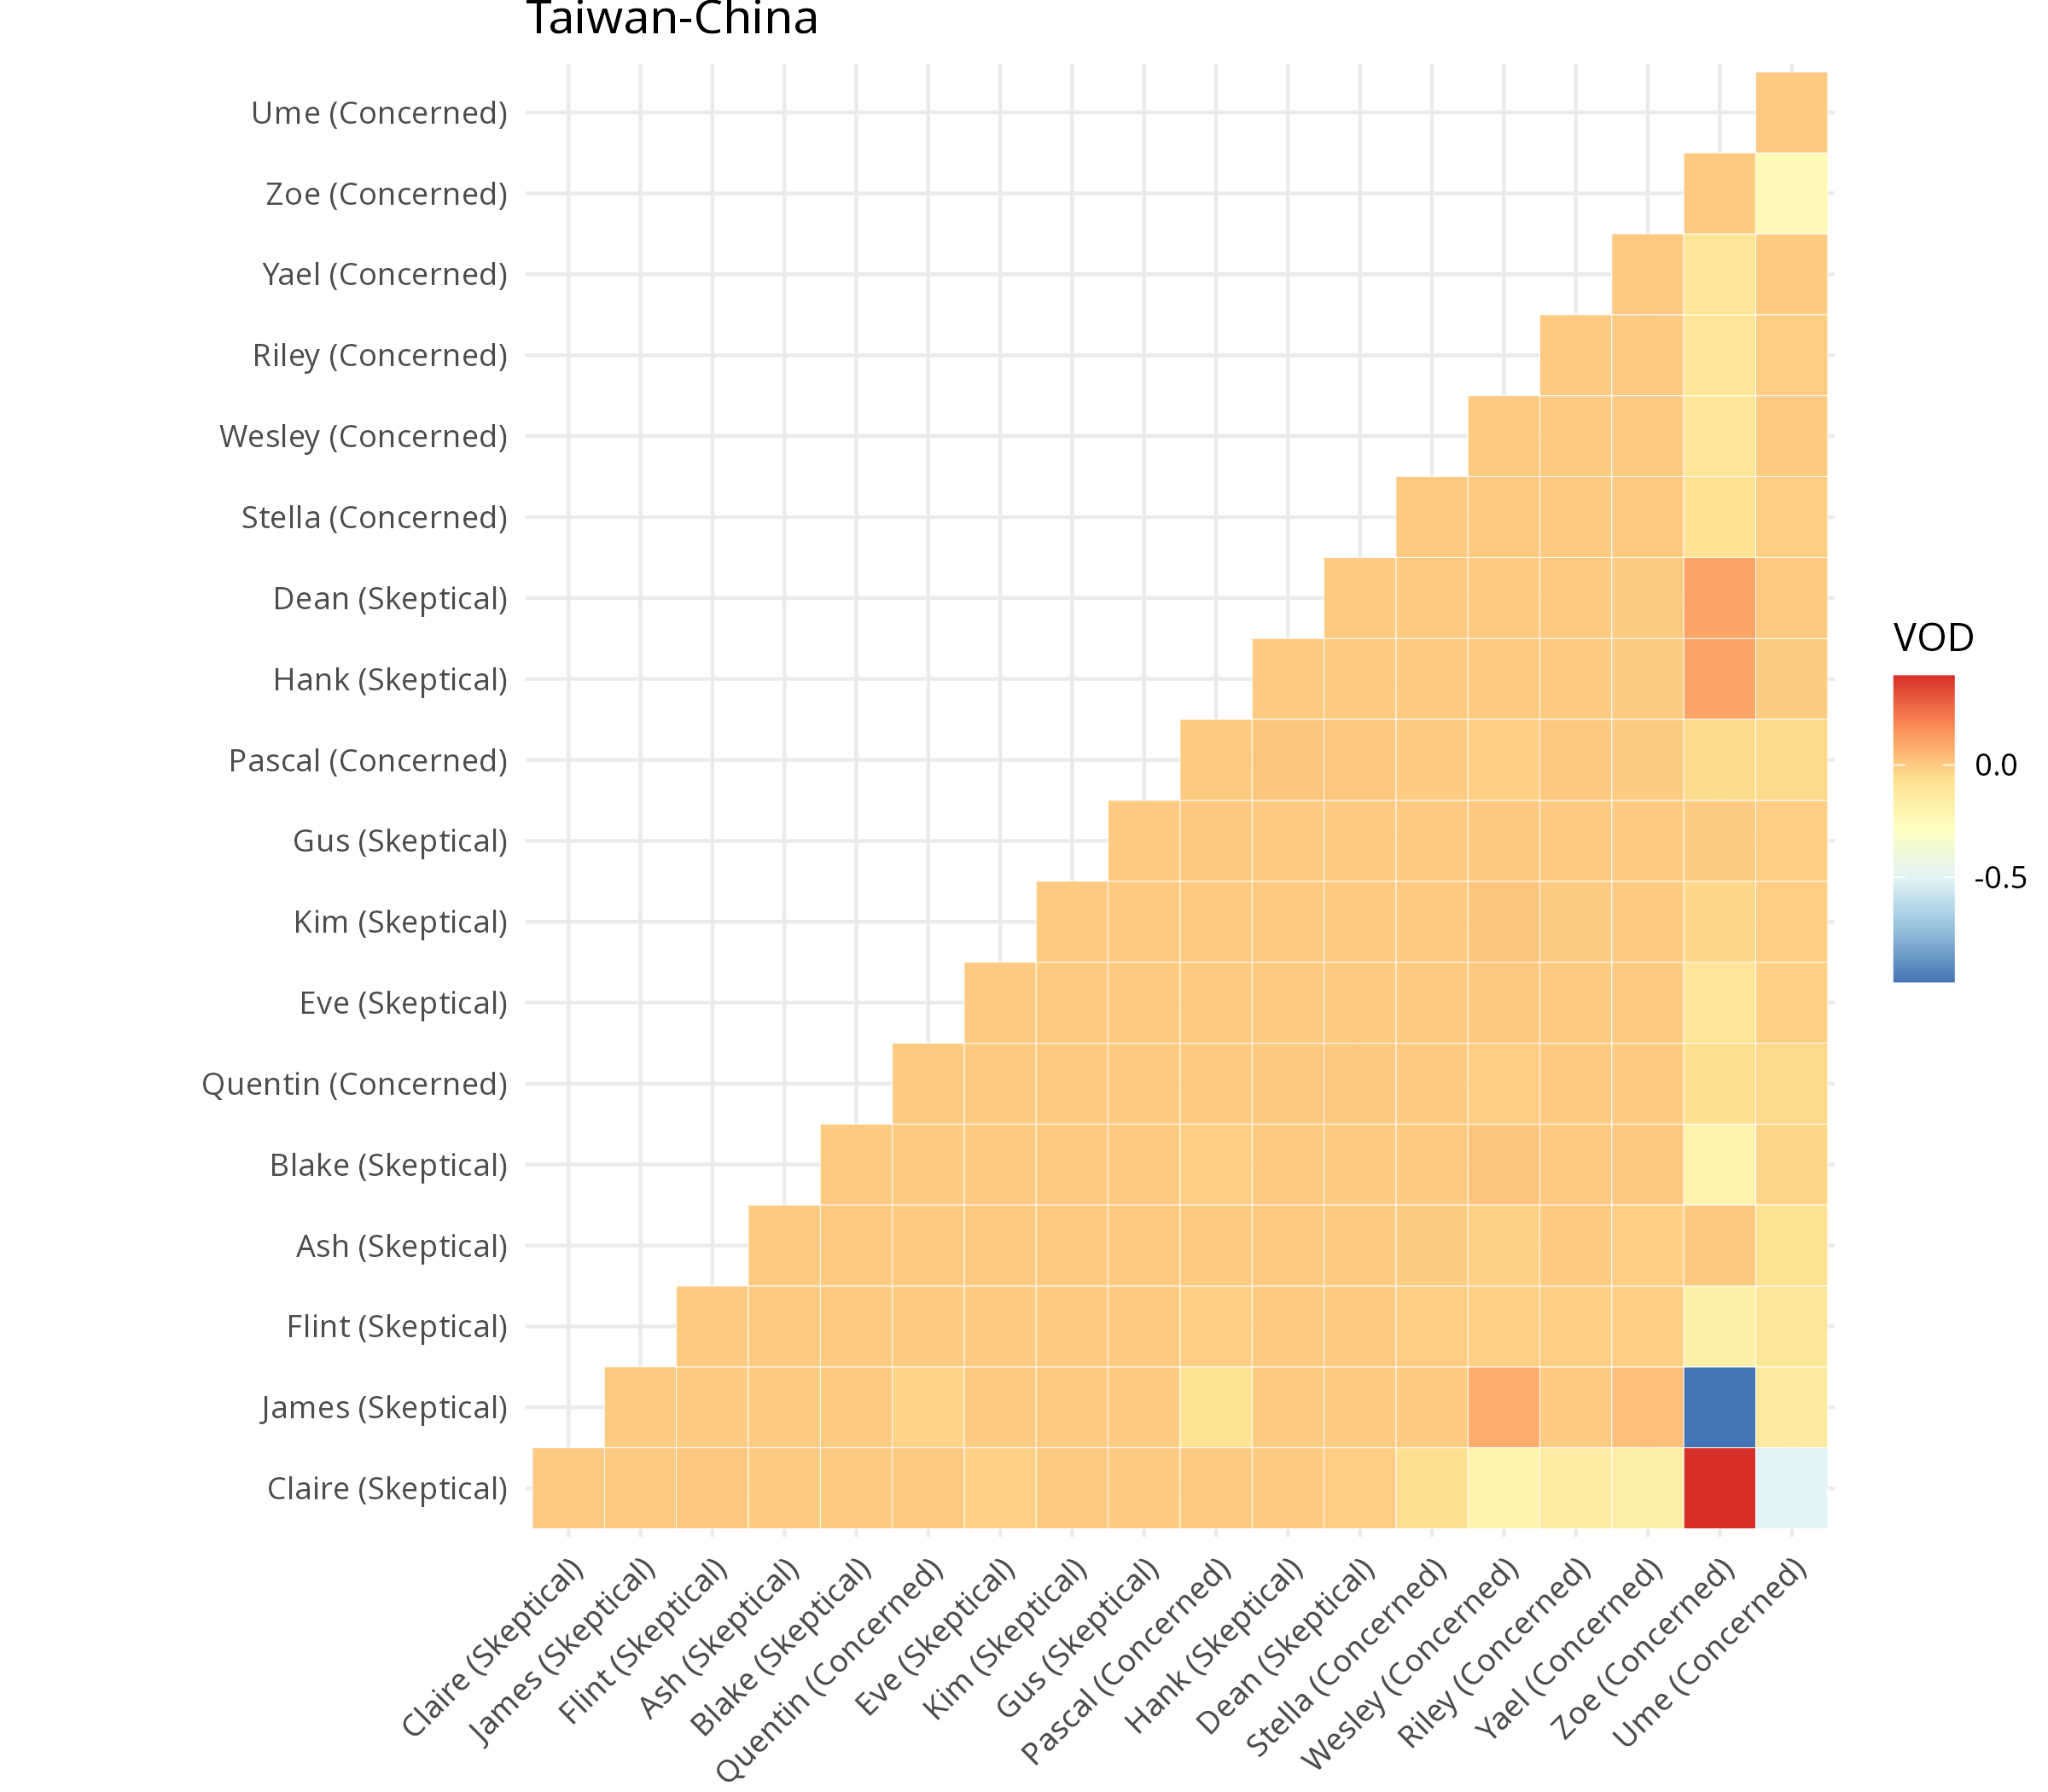 Taiwan-China
Ume (Concerned)
Zoe (Concerned)
Yael (Concerned)
Riley (Concerned)
Wesley (Concerned)
Stella (Concerned)
Dean (Skeptical)
Hank (Skeptical)
Pascal (Concerned)
Gus (Skeptical)
Kim (Skeptical)
Eve (Skeptical)
Quentin (Concerned)
Blake (Skeptical)
Ash (Skeptical)
Flint (Skeptical)
James (Skeptical)
Claire (Skeptical)
VOD
0.0
-0.5
Claire (Skeptical)
James (Skeptical)
Flint (Skeptical)
Ash (Skeptical)
Blake (Skeptical)
Quentin (Concerned)
Eve (Skeptical)
Kim (Skeptical)
Gus (Skeptical)
Pascal (Concerned)
Hank (Skeptical)
Dean (Skeptical)
Stella (Concerned)
Wesley (Concerned)
Riley (Concerned)
Yael (Concerned)
Zoe (Concerned)
Ume (Concerned)